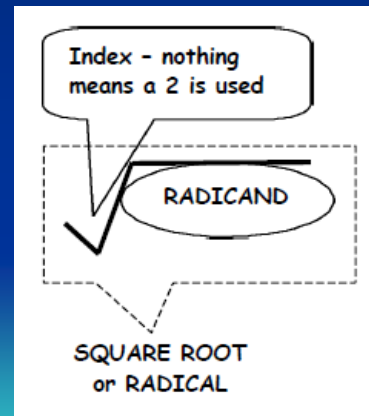 Index – nothing
means a 2 is used
RADICAND
SQUARE ROOT
or RADICAL